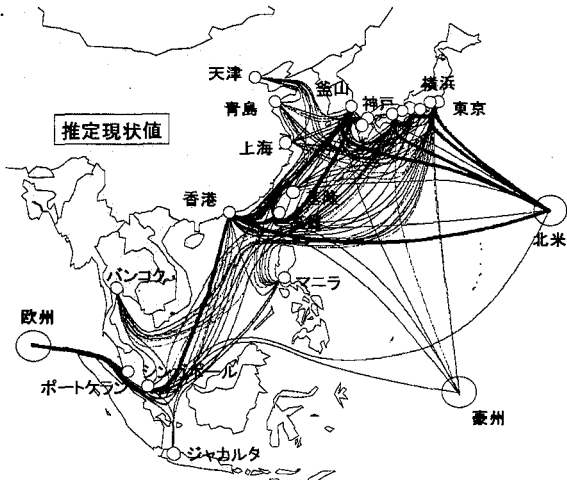 天津
釜山
横浜
青島
神戸
東京
推定現状値
上海
香港
北米
バンコク
マニラ
欧州
シンガポール
ポートケラン
豪州
ジャカルタ